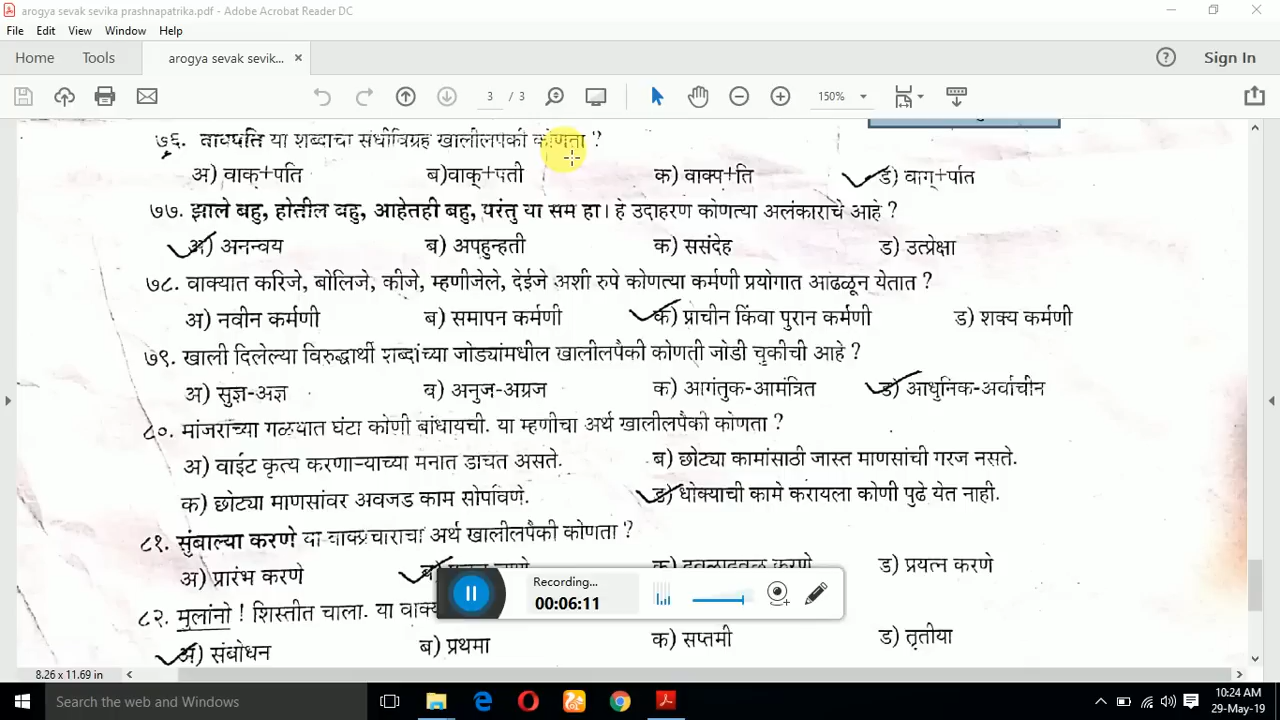 arogya sevak sevika prashnapatrika.pdf - Adobe Acrobat Reader DC
File Edit View Window Help
Home Tools arogya sevak sevik... × Sign In
3 / 3 150%
७६. वाक्पति या शब्दाचा संधीविग्रह खालीलपैकी कोणता ?
अ) वाक्+पति ब)वाक्+पती क) वाक्प+ति ड) वाग्+पति
७७. झाले बहु, होतील बहु, आहेतही बहु, परंतु या सम हा। हे उदाहरण कोणत्या अलंकाराचे आहे ?
अ) अनन्वय ब) अपहुन्हती क) ससंदेह ड) उत्प्रेक्षा
७८. वाक्यात करिजे, बोलिजे, कीजे, म्हणीजेले, देईजे अशी रुपे कोणत्या कर्मणी प्रयोगात आढळून येतात ?
अ) नवीन कर्मणी ब) समापन कर्मणी क) प्राचीन किंवा पुरान कर्मणी ड) शक्य कर्मणी
७९. खाली दिलेल्या विरुद्धार्थी शब्दांच्या जोड्यांमधील खालीलपैकी कोणती जोडी चूकीची आहे ?
अ) सुज्ञ-अज्ञ ब) अनुज-अग्रज क) आगंतुक-आमंत्रित ड) आधुनिक-अर्वाचीन
८०. मांजराच्या गळ्यात घंटा कोणी बांधायची. या म्हणीचा अर्थ खालीलपैकी कोणता ?
अ) वाईट कृत्य करणाऱ्याच्या मनात डाचत असते. ब) छोट्या कामांसाठी जास्त माणसांची गरज नसते.
क) छोट्या माणसांवर अवजड काम सोपविणे. ड) धोक्याची कामे करायला कोणी पुढे येत नाही.
८१. सुंबाल्या करणे या वाक्प्रचाराचा अर्थ खालीलपैकी कोणता ?
अ) प्रारंभ करणे ड) प्रयत्न करणे
८२. मुलांनो ! शिस्तीत चाला. या
अ) संबोधन ब) प्रथमा क) सप्तमी ड) तृतीया
Recording...
00:06:11
8.26 x 11.69 in
Search the web and Windows
10:24 AM
29-May-19